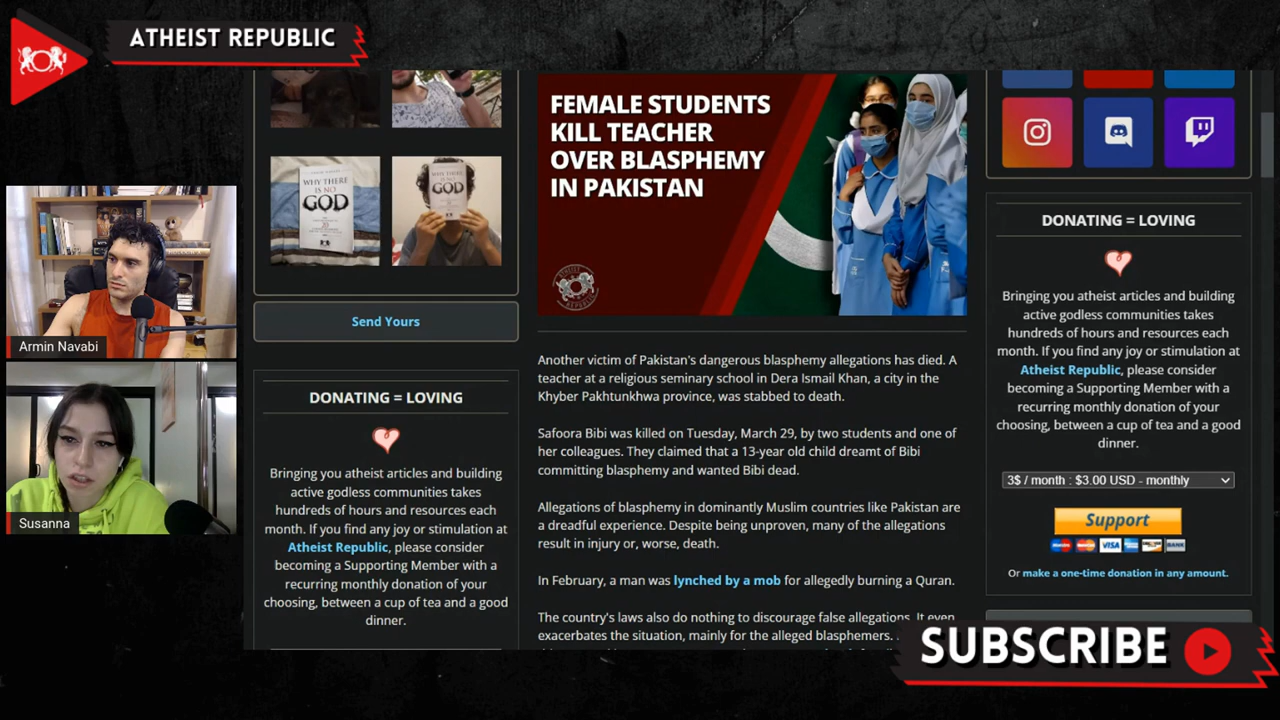 ATHEIST REPUBLIC
Armin Navabi
Susanna
WHY THERE
IS NO
GOD
WHY THERE
IS NO
GOD
Send Yours
DONATING = LOVING
Bringing you atheist articles and building
active godless communities takes
hundreds of hours and resources each
month. If you find any joy or stimulation at
Atheist Republic, please consider
becoming a Supporting Member with a
recurring monthly donation of your
choosing, between a cup of tea and a good
dinner.
FEMALE STUDENTS
KILL TEACHER
OVER BLASPHEMY
IN PAKISTAN
ATHEIST
REPUBLIC
Another victim of Pakistan's dangerous blasphemy allegations has died. A
teacher at a religious seminary school in Dera Ismail Khan, a city in the
Khyber Pakhtunkhwa province, was stabbed to death.
Safoora Bibi was killed on Tuesday, March 29, by two students and one of
her colleagues. They claimed that a 13-year old child dreamt of Bibi
committing blasphemy and wanted Bibi dead.
Allegations of blasphemy in dominantly Muslim countries like Pakistan are
a dreadful experience. Despite being unproven, many of the allegations
result in injury or, worse, death.
In February, a man was lynched by a mob for allegedly burning a Quran.
The country's laws also do nothing to discourage false allegations. It even
exacerbates the situation, mainly for the alleged blasphemers.
DONATING = LOVING
Bringing you atheist articles and building
active godless communities takes
hundreds of hours and resources each
month. If you find any joy or stimulation at
Atheist Republic, please consider
becoming a Supporting Member with a
recurring monthly donation of your
choosing, between a cup of tea and a good
dinner.
3$ / month : $3.00 USD - monthly
Support
VISA
BANK
Or make a one-time donation in any amount.
SUBSCRIBE